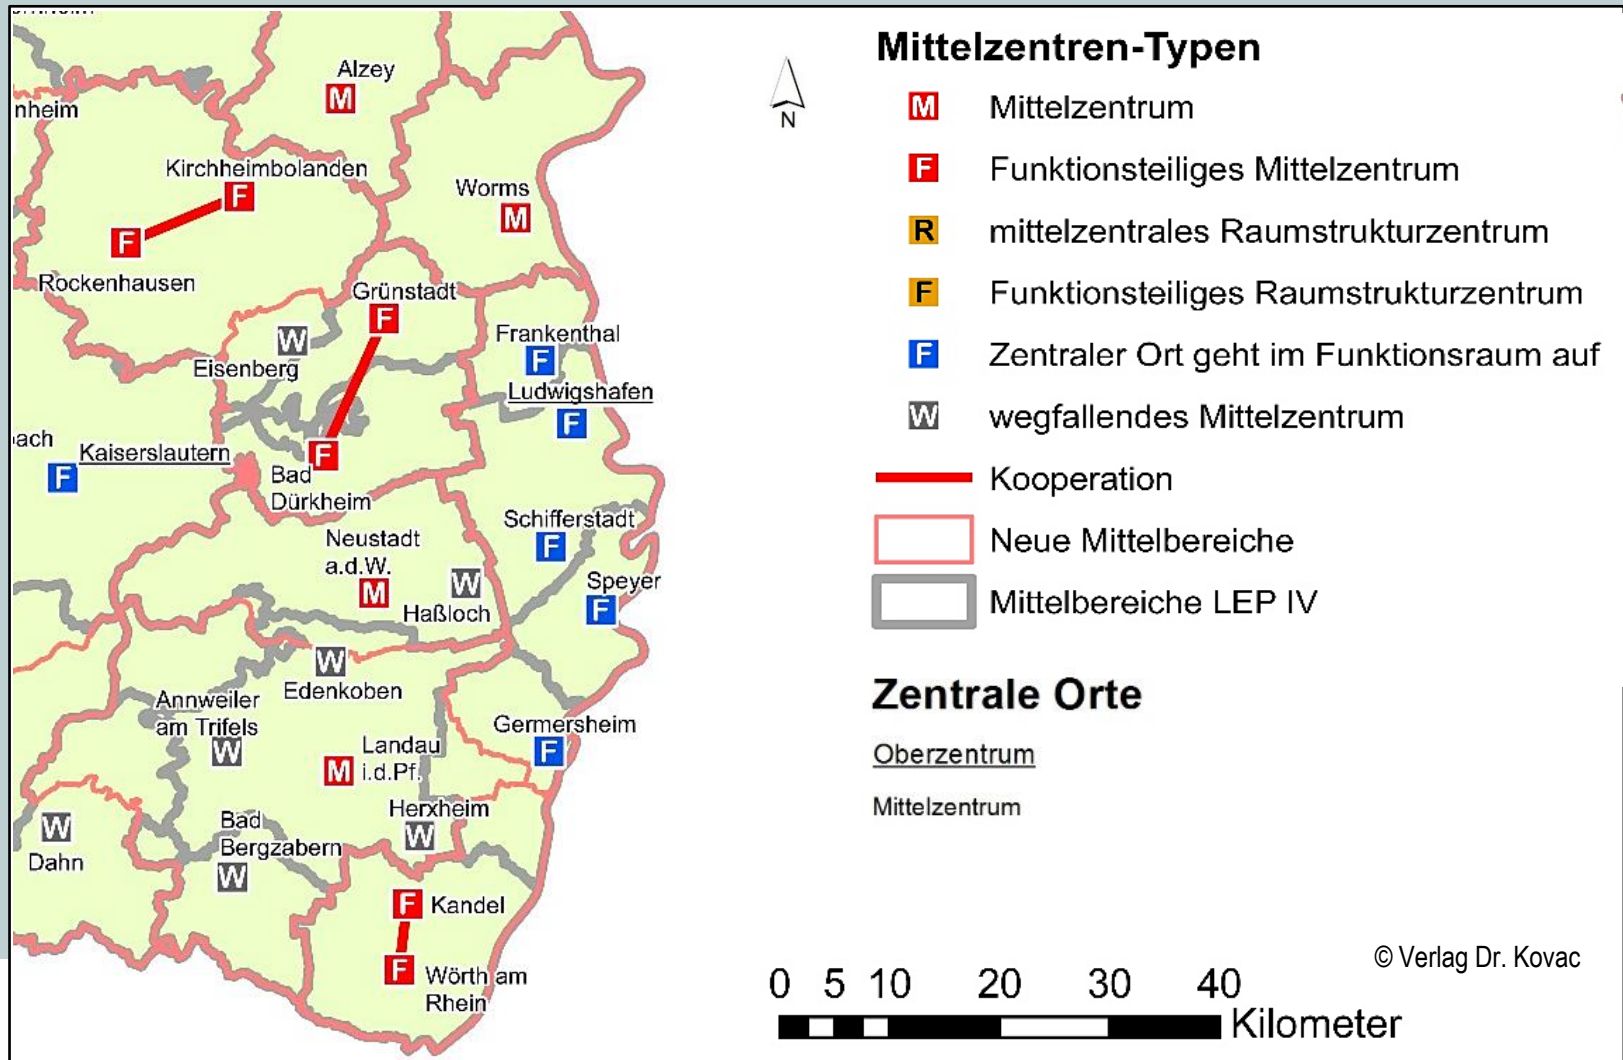 Alzey
M
nheim
Kirchheimbolanden
F
Worms
M
F
Rockenhausen
Grünstadt
F
W
Eisenberg
Frankenthal
F
Ludwigshafen
F
bach
Kaiserslautern
F
F
Bad
Dürkheim
Schifferstadt
F
Neustadt
a.d.W.
M
W
Haßloch
Speyer
F
W
Edenkoben
Annweiler
am Trifels
W
Germersheim
F
Landau
M i.d.Pf.
Herxheim
W
W
Dahn
Bad
Bergzabern
W
F Kandel
F Wörth am
Rhein
N
Mittelzentren-Typen
M Mittelzentrum
F Funktionsteiliges Mittelzentrum
R mittelzentrales Raumstrukturzentrum
F Funktionsteiliges Raumstrukturzentrum
F Zentraler Ort geht im Funktionsraum auf
W wegfallendes Mittelzentrum
Kooperation
Neue Mittelbereiche
Mittelbereiche LEP IV
Zentrale Orte
Oberzentrum
Mittelzentrum
© Verlag Dr. Kovac
0 5 10 20 30 40
Kilometer